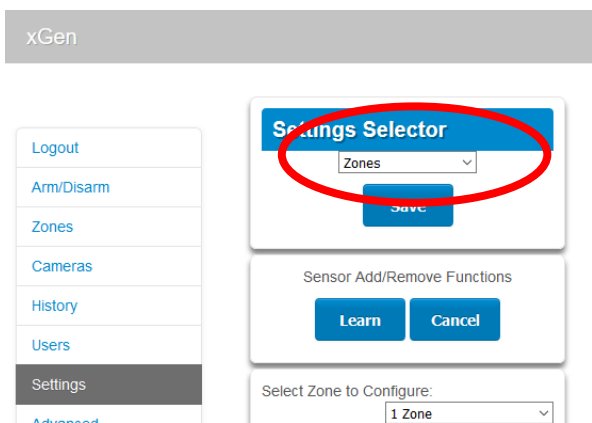 xGen
Logout
Arm/Disarm
Zones
Cameras
History
Users
Settings
Advanced
Settings Selector
Zones
Save
Sensor Add/Remove Functions
Learn Cancel
Select Zone to Configure:
1 Zone